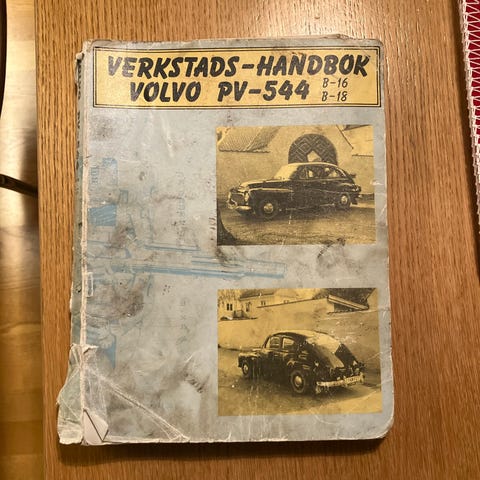 VERKSTADS-HANDBOK
VOLVO PV-544 B-16
B-18